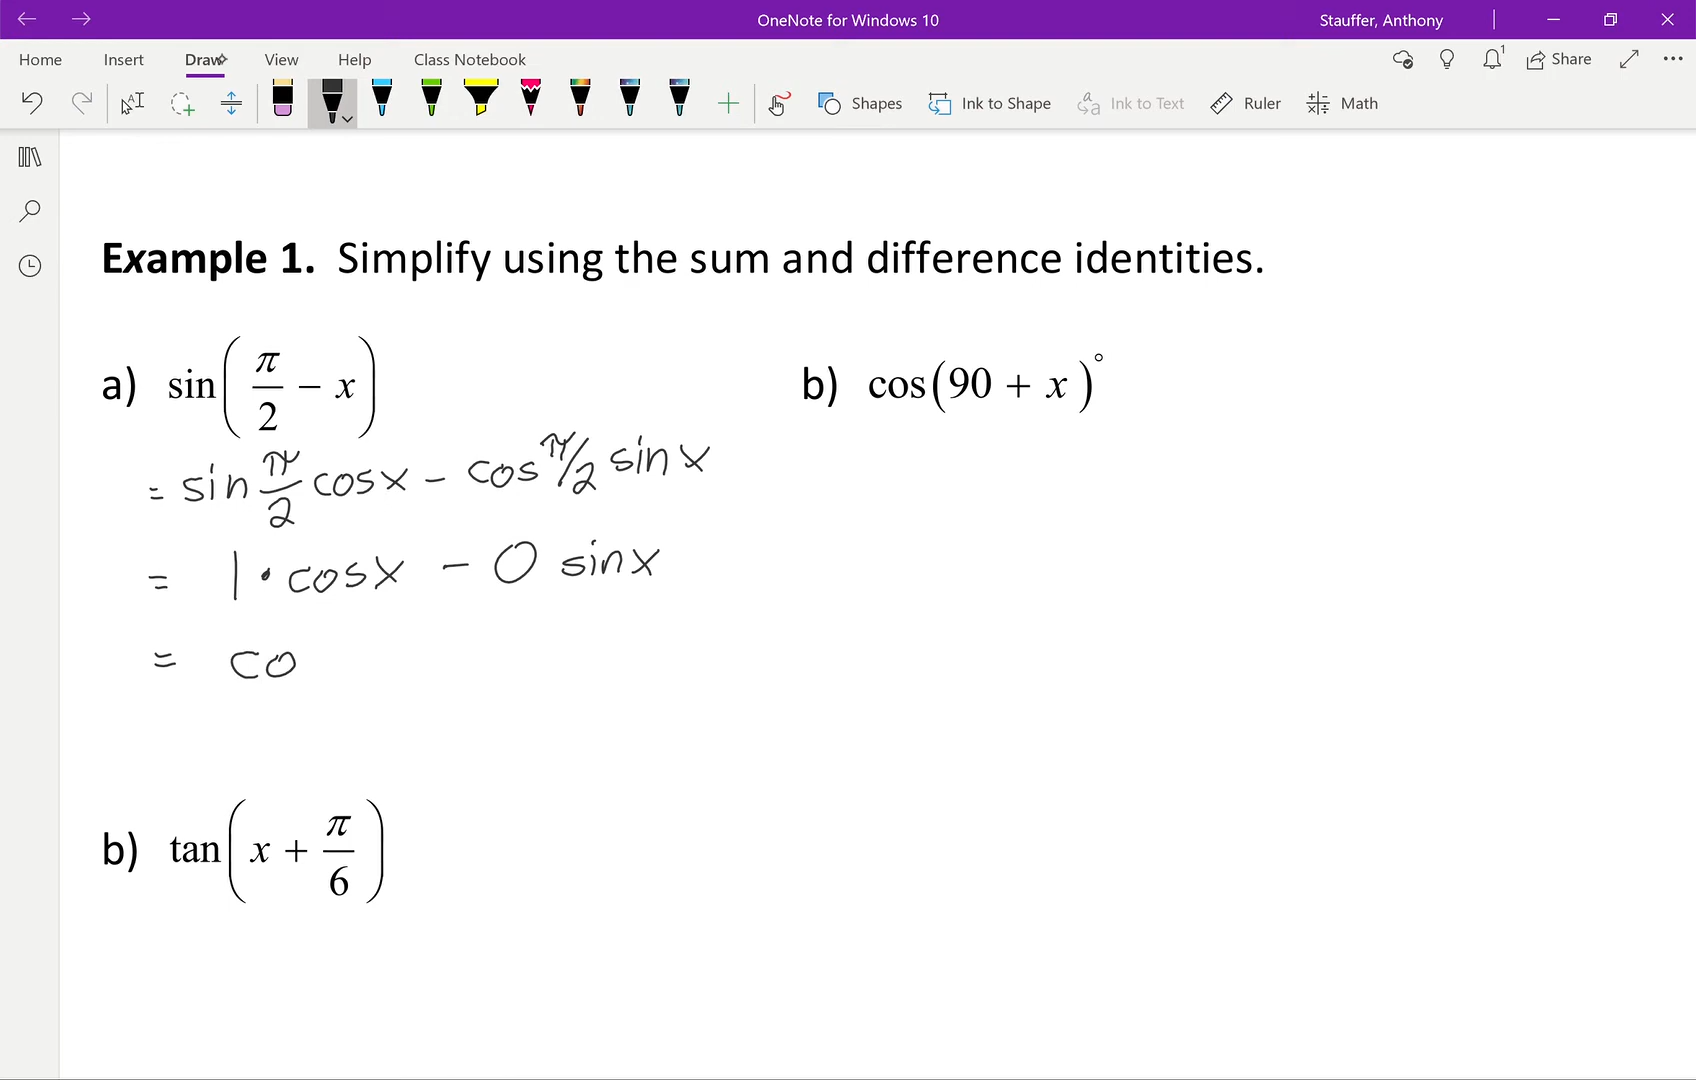 OneNote for Windows 10
Stauffer, Anthony
Home Insert Draw View Help Class Notebook
1 Share
Shapes Ink to Shape Ink to Text Ruler Math
Example 1. Simplify using the sum and difference identities.
a) sin(π/2 − x)
= sin π/2 cosx − cos π/2 sinx
= 1 · cosx − 0 sinx
= co
b) cos(90 + x)°
b) tan(x + π/6)